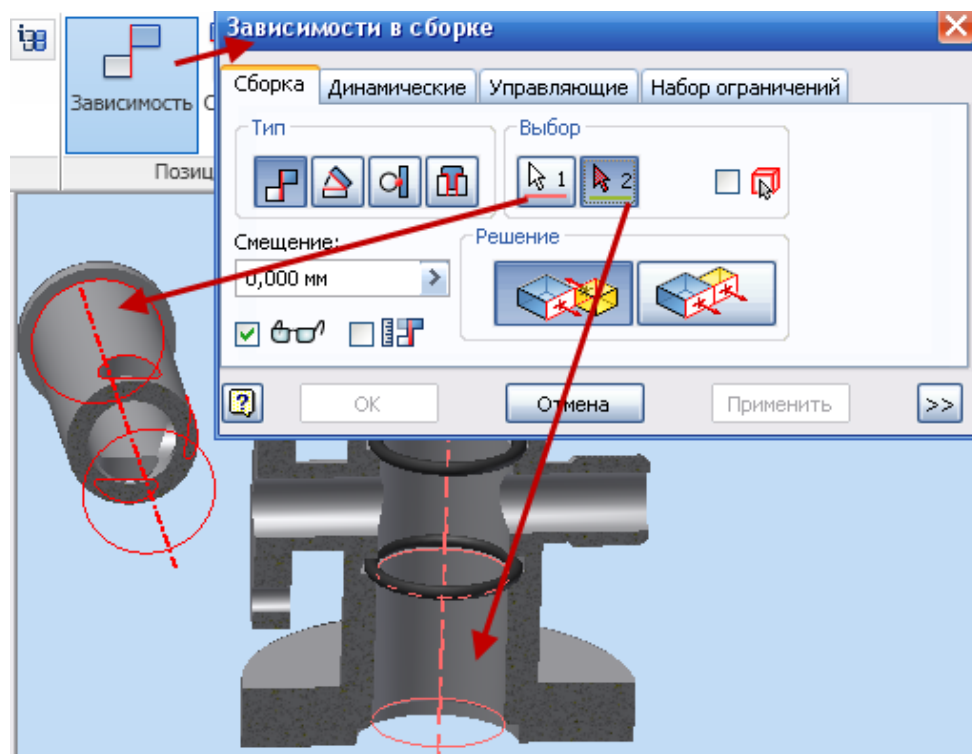 Зависимости в сборке
Зависимость
Позиц
Сборка Динамические Управляющие Набор ограничений
Тип
Выбор
1
2
Смещение:
0,000 мм
Решение
ОК
Отмена
Применить
>>